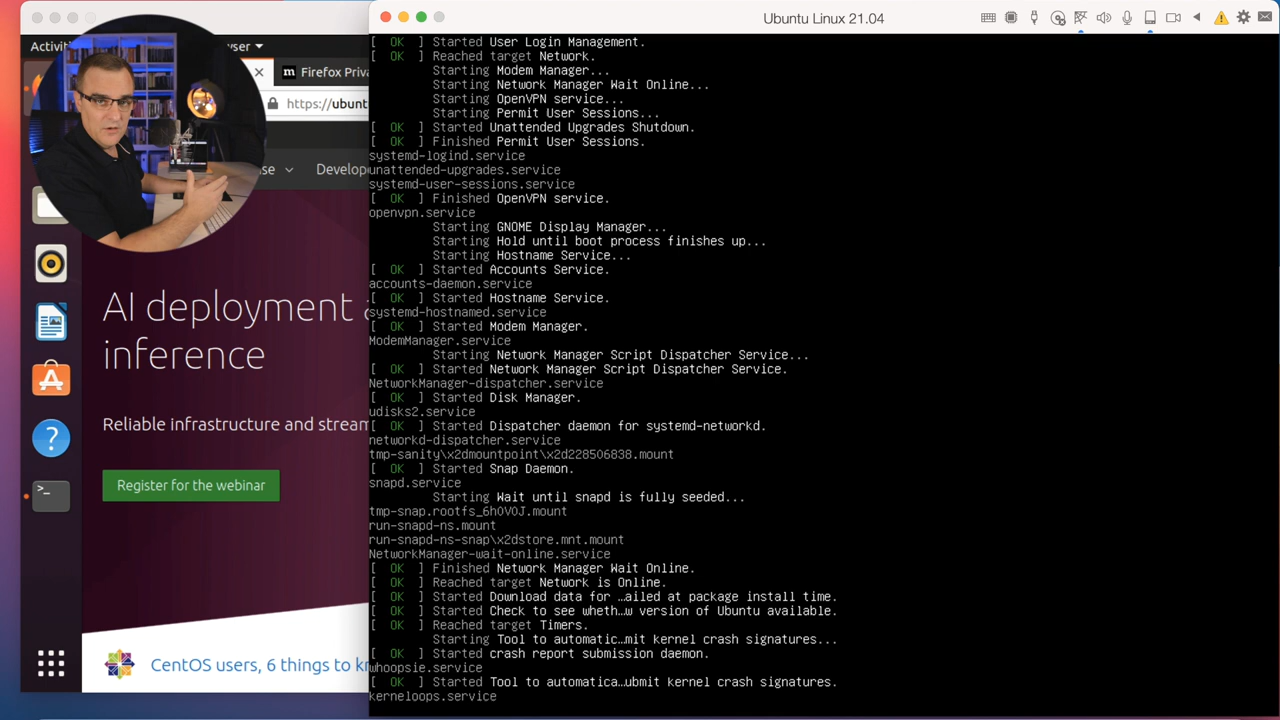 Activiti
wser
Firefox Priva
https://ubunt
se
Develop
AI deployment a
inference
Reliable infrastructure and stream
Register for the webinar
CentOS users, 6 things to k
Ubuntu Linux 21.04
[  OK  ] Started User Login Management.
[  OK  ] Reached target Network.
Starting Modem Manager...
Starting Network Manager Wait Online...
Starting OpenVPN service...
Starting Permit User Sessions...
[  OK  ] Started Unattended Upgrades Shutdown.
[  OK  ] Finished Permit User Sessions.
systemd-logind.service
unattended-upgrades.service
systemd-user-sessions.service
[  OK  ] Finished OpenVPN service.
openvpn.service
Starting GNOME Display Manager...
Starting Hold until boot process finishes up...
Starting Hostname Service...
[  OK  ] Started Accounts Service.
accounts-daemon.service
[  OK  ] Started Hostname Service.
systemd-hostnamed.service
[  OK  ] Started Modem Manager.
ModemManager.service
Starting Network Manager Script Dispatcher Service...
[  OK  ] Started Network Manager Script Dispatcher Service.
NetworkManager-dispatcher.service
[  OK  ] Started Disk Manager.
udisks2.service
[  OK  ] Started Dispatcher daemon for systemd-networkd.
networkd-dispatcher.service
tmp-sanity\x2dmountpoint\x2d228506838.mount
[  OK  ] Started Snap Daemon.
snapd.service
Starting Wait until snapd is fully seeded...
tmp-snap.rootfs_6h0V0J.mount
run-snapd-ns.mount
run-snapd-ns-snap\x2dstore.mnt.mount
NetworkManager-wait-online.service
[  OK  ] Finished Network Manager Wait Online.
[  OK  ] Reached target Network is Online.
[  OK  ] Started Download data for …ailed at package install time.
[  OK  ] Started Check to see wheth…w version of Ubuntu available.
[  OK  ] Reached target Timers.
Starting Tool to automatic…mit kernel crash signatures...
[  OK  ] Started crash report submission daemon.
whoopsie.service
[  OK  ] Started Tool to automatica…ubmit kernel crash signatures.
kerneloops.service